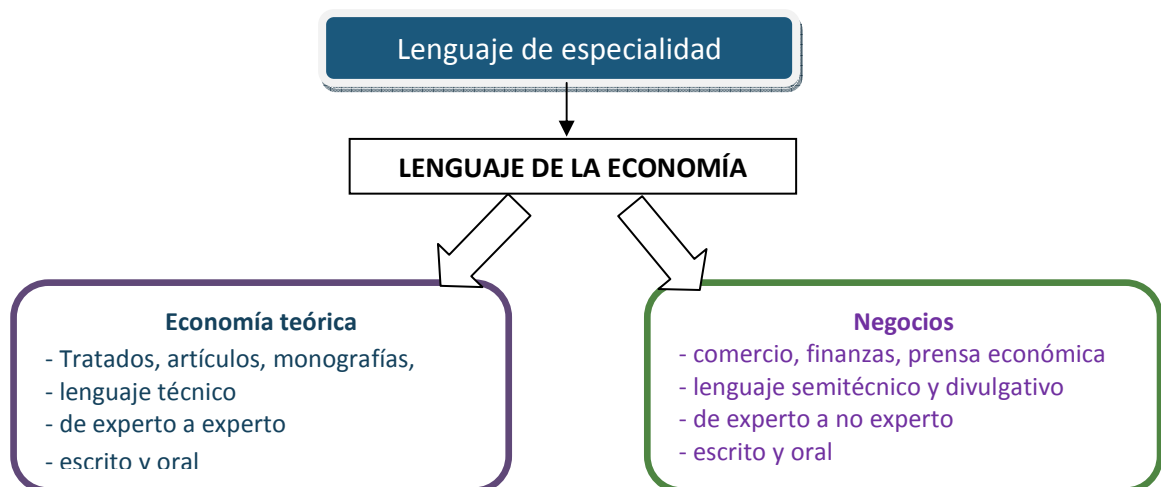 Lenguaje de especialidad
LENGUAJE DE LA ECONOMÍA
Economía teórica
- Tratados, artículos, monografías,
- lenguaje técnico
- de experto a experto
- escrito y oral
Negocios
- comercio, finanzas, prensa económica
- lenguaje semitécnico y divulgativo
- de experto a no experto
- escrito y oral